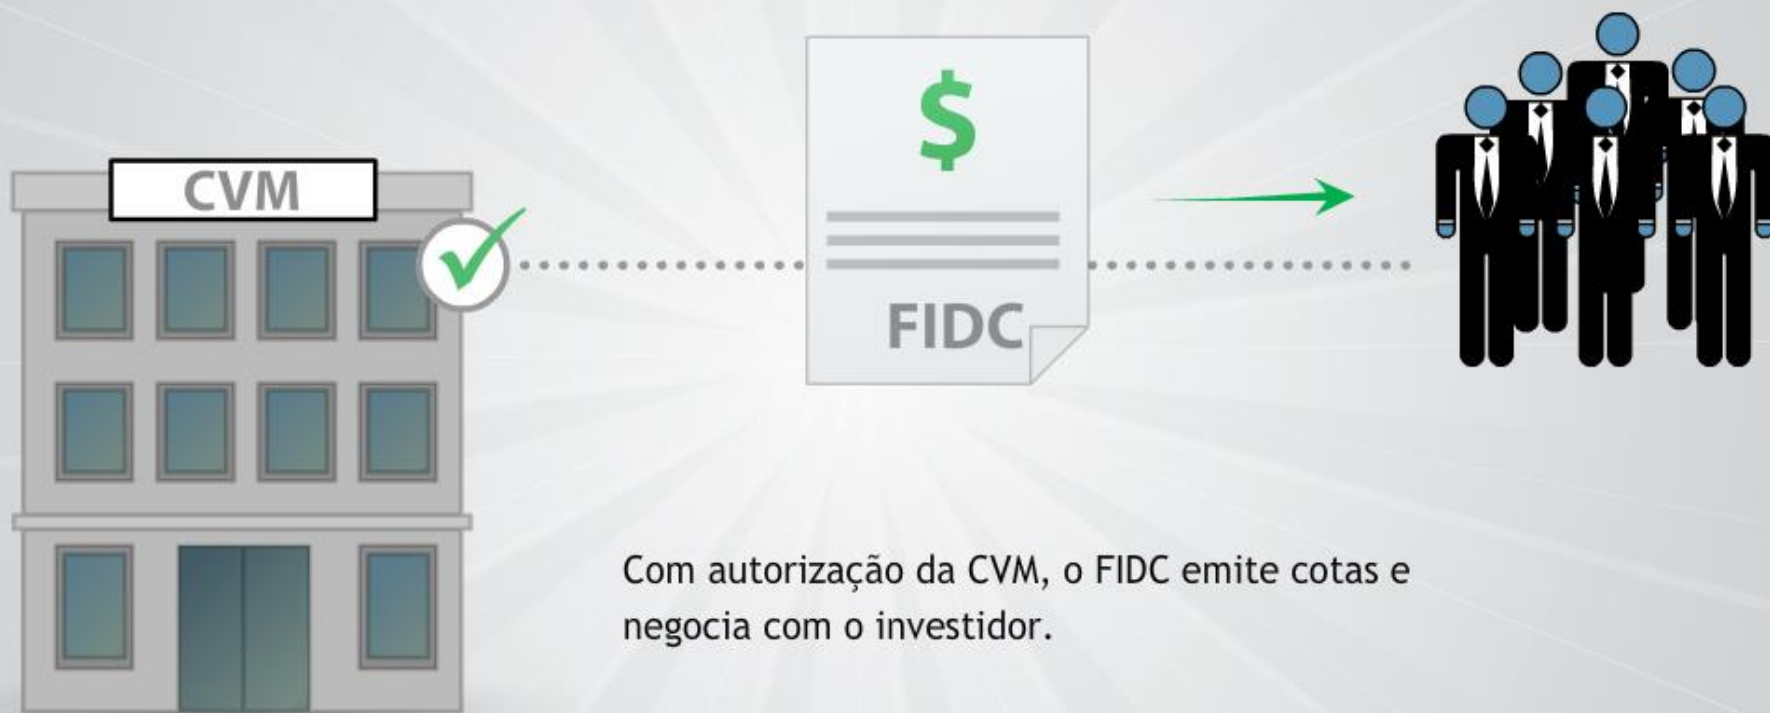 CVM
$
FIDC
Com autorização da CVM, o FIDC emite cotas e
negocia com o investidor.